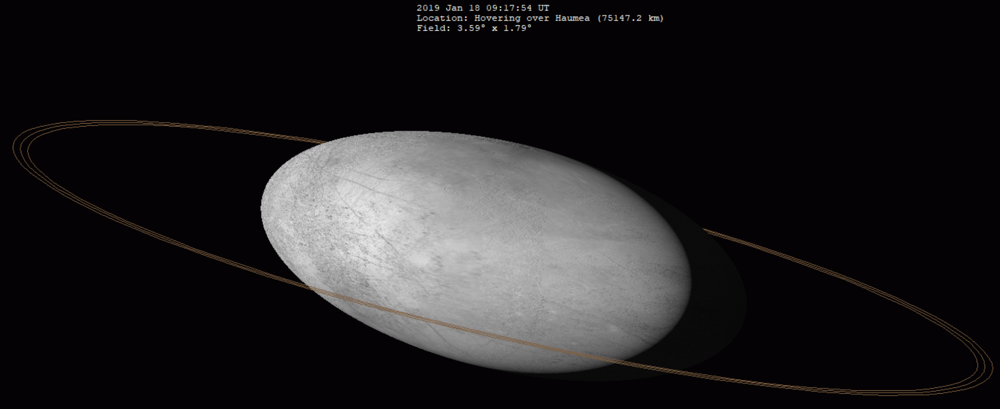 2019 Jan 18 09:17:54 UT
Location: Hovering over Haumea (75147.2 km)
Field: 3.59° x 1.79°